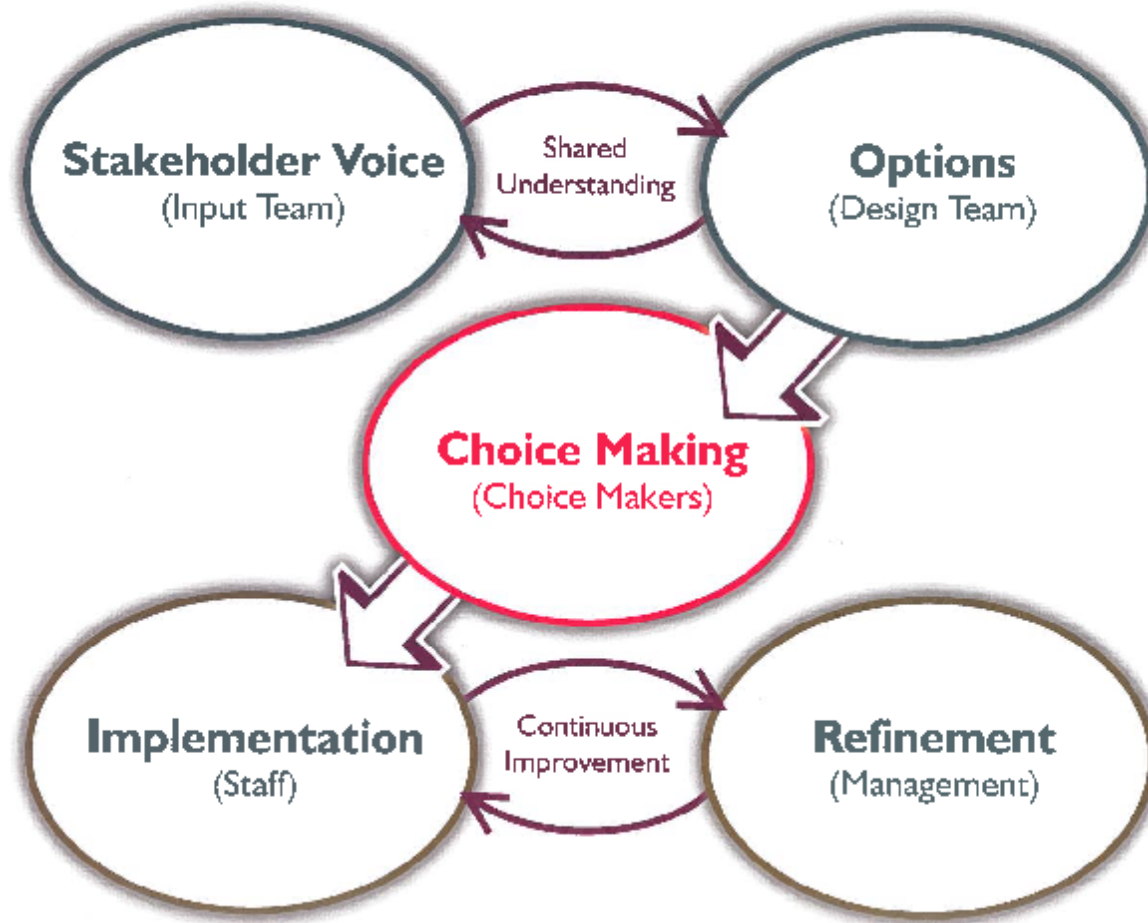 Stakeholder Voice
(Input Team)
Shared
Understanding
Options
(Design Team)
Choice Making
(Choice Makers)
Implementation
(Staff)
Continuous
Improvement
Refinement
(Management)